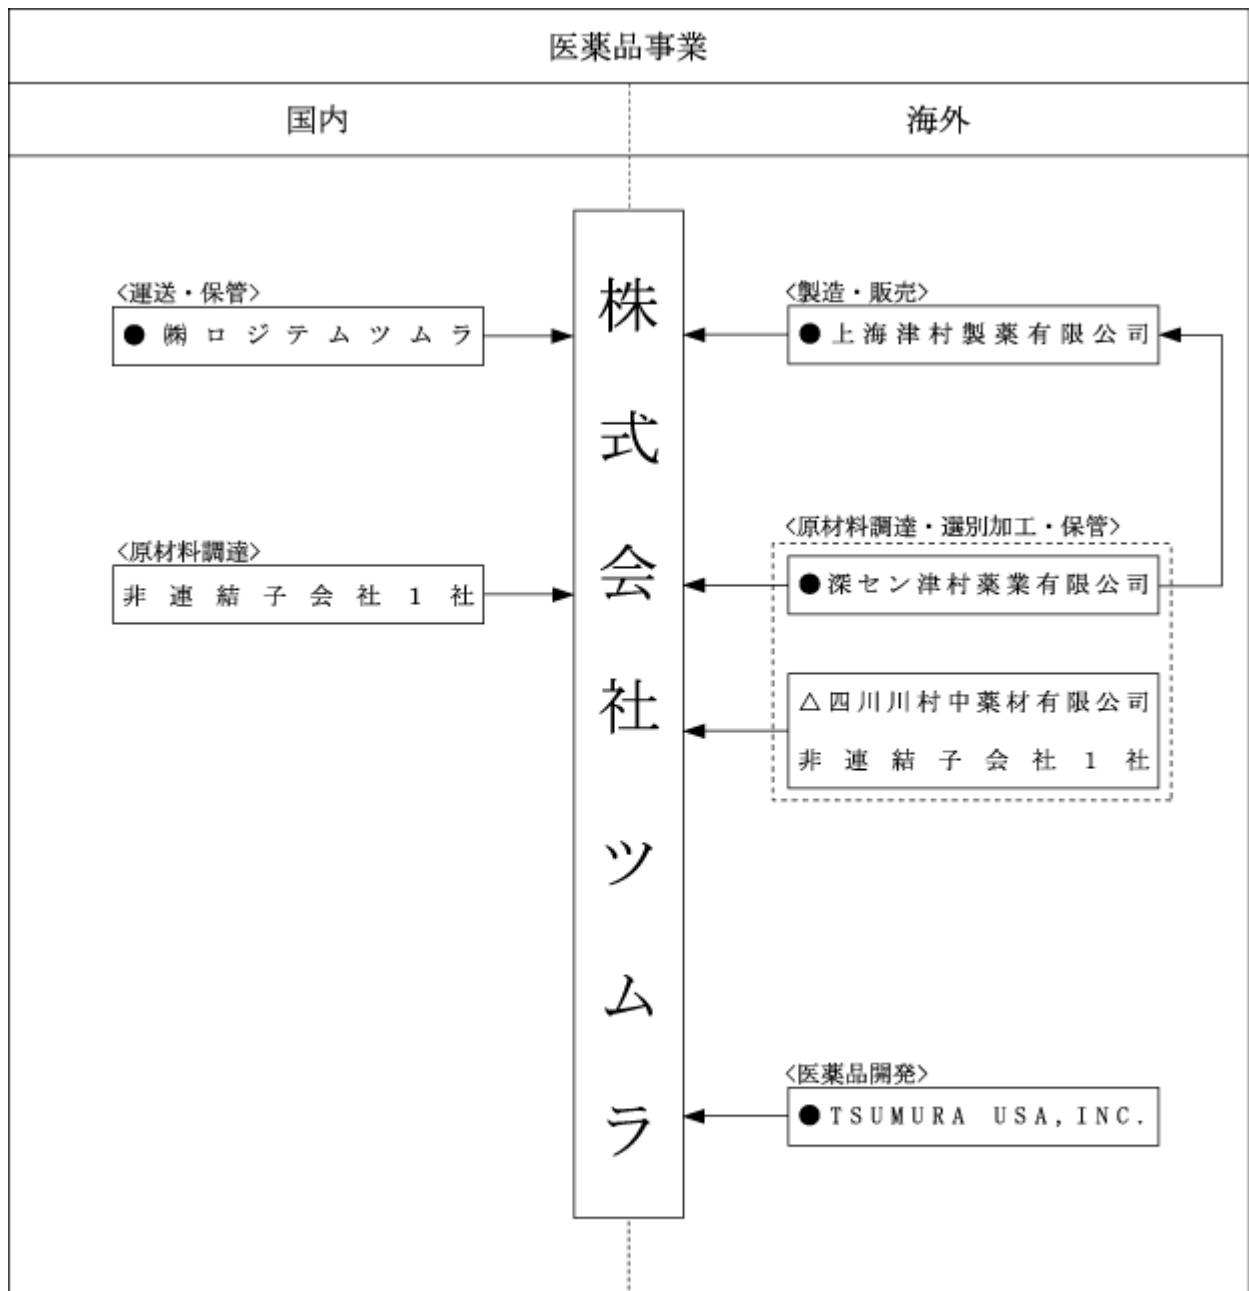 医薬品事業
国内
海外
<運送・保管>
●㈱ロジテムツムラ
<原材料調達>
非連結子会社1社
株式会社ツムラ
<製造・販売>
●上海津村製薬有限公司
<原材料調達・選別加工・保管>
●深セン津村薬業有限公司
△四川川村中薬材有限公司
非連結子会社1社
<医薬品開発>
●TSUMURA USA,INC.